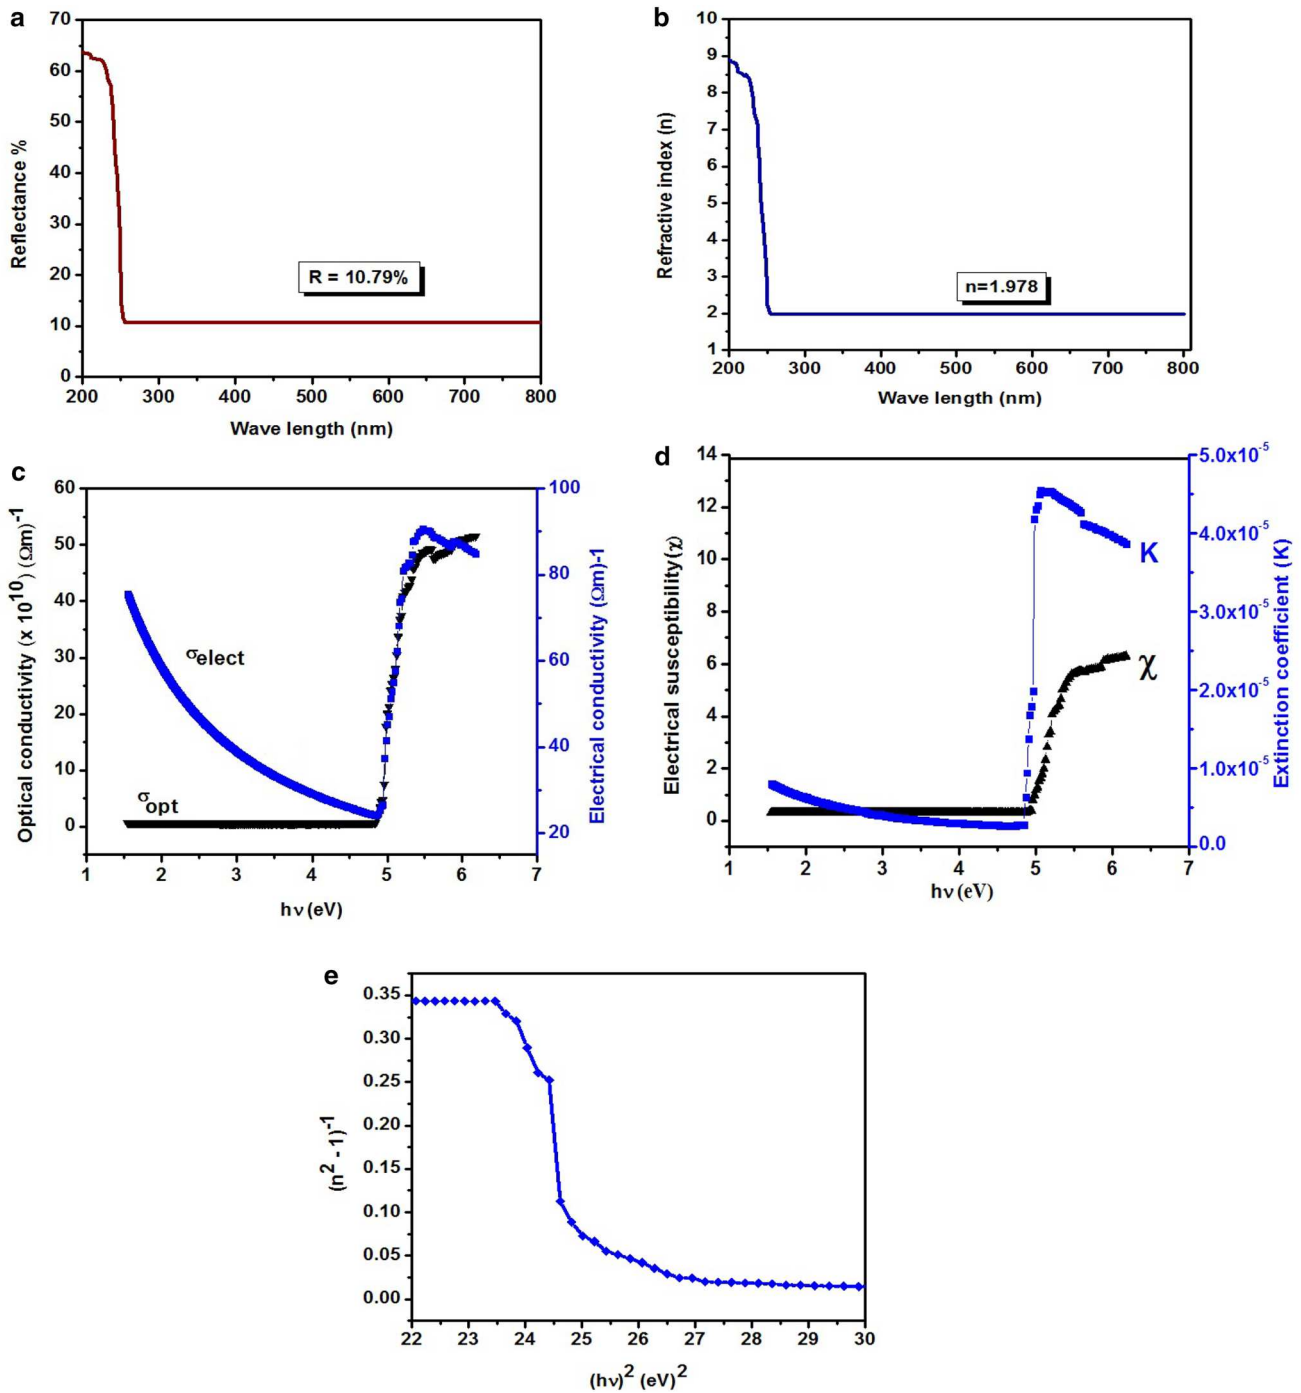 a
70
60
50
40
30
20
10
0
Reflectance %
R = 10.79%
200 300 400 500 600 700 800
Wave length (nm)
b
10
9
8
7
6
5
4
3
2
1
Refractive index (n)
n=1.978
200 300 400 500 600 700 800
Wave length (nm)
c
60
50
40
30
20
10
0
Optical conductivity (x 10¹⁰) (Ωm)⁻¹
100
80
60
40
20
Electrical conductivity (Ωm)-1
σelect
σopt
1 2 3 4 5 6 7
hν (eV)
d
14
12
10
8
6
4
2
0
Electrical susceptibility(χ)
5.0x10⁻⁵
4.0x10⁻⁵
3.0x10⁻⁵
2.0x10⁻⁵
1.0x10⁻⁵
0.0
Extinction coefficient (K)
K
χ
1 2 3 4 5 6 7
hν (eV)
e
0.35
0.30
0.25
0.20
0.15
0.10
0.05
0.00
(n² - 1)⁻¹
22 23 24 25 26 27 28 29 30
(hν)² (eV)²